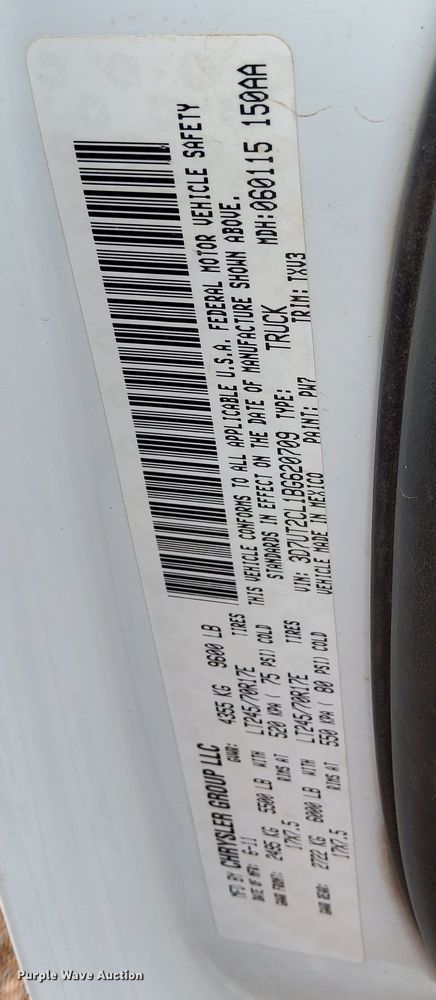 MFD BY CHRYSLER GROUP LLC
DATE OF MFR: 6-11 GVWR: 4355 KG 9600 LB
GAWR FRONT: 2495 KG 5500 LB WITH LT245/70R17E TIRES
17X7.5 RIMS AT 520 KPA ( 75 PSI) COLD
GAWR REAR: 2722 KG 6000 LB WITH LT245/70R17E TIRES
17X7.5 RIMS AT 550 KPA ( 80 PSI) COLD
THIS VEHICLE CONFORMS TO ALL APPLICABLE U.S.A. FEDERAL MOTOR VEHICLE SAFETY
STANDARDS IN EFFECT ON THE DATE OF MANUFACTURE SHOWN ABOVE.
VIN: 3D7UT2CL1BG620709 TYPE: TRUCK MDH:060115 150AA
VEHICLE MADE IN MEXICO PAINT: PW7 TRIM: TXV3
Purple Wave Auction